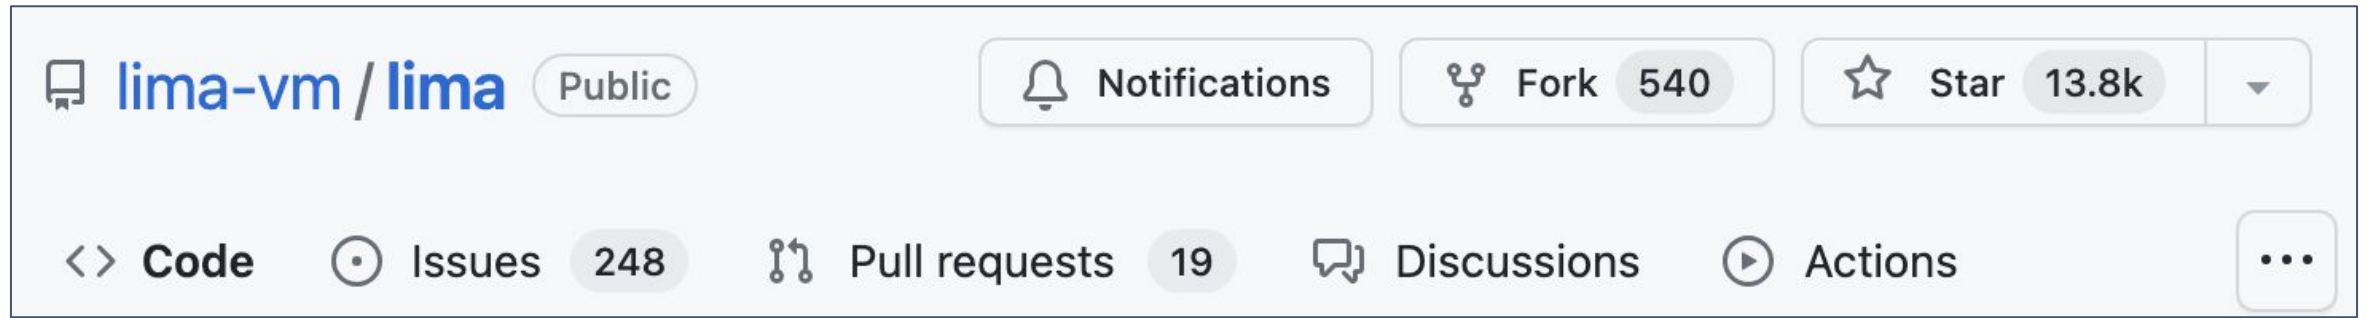 lima-vm / lima Public Notifications Fork 540 Star 13.8k
Code Issues 248 Pull requests 19 Discussions Actions